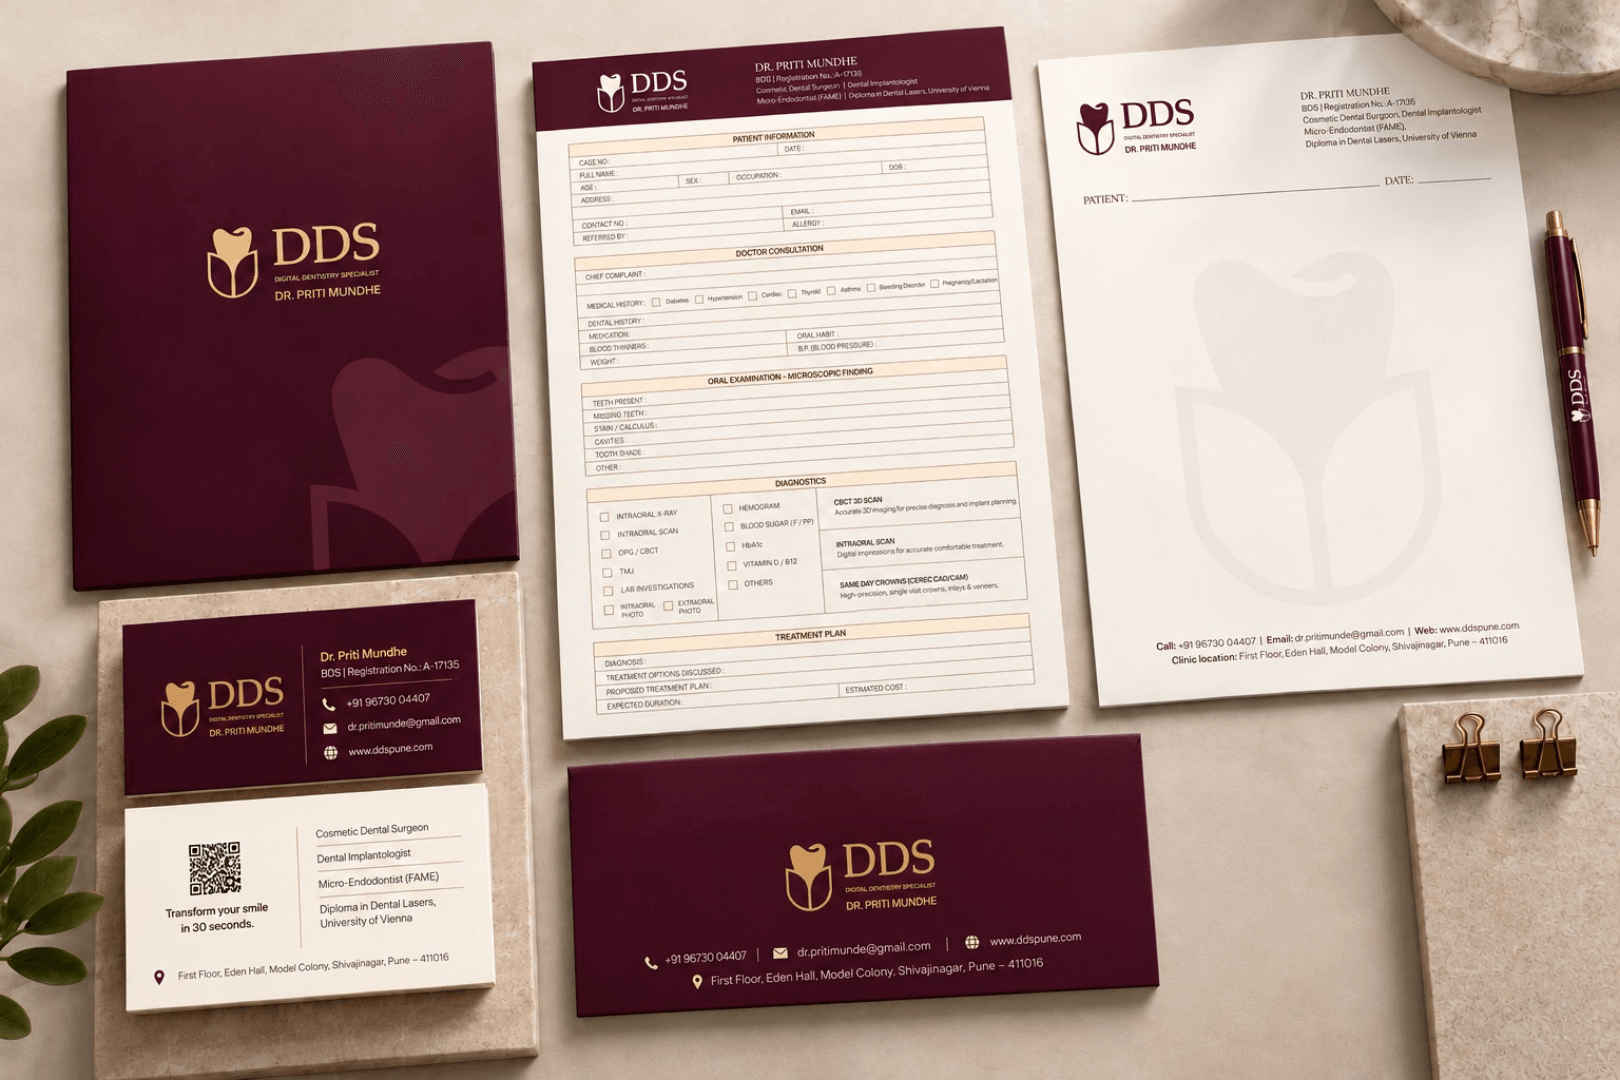 DDS
DIGITAL DENTISTRY SPECIALIST
DR. PRITI MUNDHE
DDS
DIGITAL DENTISTRY SPECIALIST
DR. PRITI MUNDHE
DR. PRITI MUNDHE
BDS | Registration No.: A-17135
Cosmetic Dental Surgeon | Dental Implantologist
Micro-Endodontist (FAME) | Diploma in Dental Lasers, University of Vienna
PATIENT INFORMATION
CASE NO :
DATE :
FULL NAME :
AGE :
SEX :
OCCUPATION :
DOB :
ADDRESS :
CONTACT NO :
EMAIL :
REFERRED BY :
ALLERGY :
DOCTOR CONSULTATION
CHIEF COMPLAINT :
MEDICAL HISTORY: Diabetes Hypertension Cardiac Thyroid Asthma Bleeding Disorder Pregnancy/Lactation
DENTAL HISTORY :
MEDICATION:
ORAL HABIT :
BLOOD THINNERS :
B.P. (BLOOD PRESSURE) :
WEIGHT :
ORAL EXAMINATION - MICROSCOPIC FINDING
TEETH PRESENT :
MISSING TEETH :
STAIN / CALCULUS :
CAVITIES :
TOOTH SHADE :
OTHER :
DIAGNOSTICS
INTRAORAL X-RAY
INTRAORAL SCAN
OPG / CBCT
TMJ
LAB INVESTIGATIONS
INTRAORAL PHOTO
EXTRAORAL PHOTO
HEMOGRAM
BLOOD SUGAR (F / PP)
HbA1c
VITAMIN D / B12
OTHERS
CBCT 3D SCAN
Accurate 3D imaging for precise diagnosis and implant planning.
INTRAORAL SCAN
Digital impressions for accurate comfortable treatment.
SAME DAY CROWNS (CEREC CAD/CAM)
High-precision, single visit crowns, inleys & veneers.
TREATMENT PLAN
DIAGNOSIS :
TREATMENT OPTIONS DISCUSSED :
PROPOSED TREATMENT PLAN :
ESTIMATED COST :
EXPECTED DURATION :
DDS
DIGITAL DENTISTRY SPECIALIST
DR. PRITI MUNDHE
DR. PRITI MUNDHE
BDS | Registration No.: A-17135
Cosmetic Dental Surgeon, Dental Implantologist
Micro-Endodontist (FAME),
Diploma in Dental Lasers, University of Vienna
PATIENT:
DATE:
Call: +91 96730 04407 | Email: dr.pritimunde@gmail.com | Web: www.ddspune.com
Clinic location: First Floor, Eden Hall, Model Colony, Shivajinagar, Pune – 411016
DDS
DDS
DIGITAL DENTISTRY SPECIALIST
DR. PRITI MUNDHE
Dr. Priti Mundhe
BDS | Registration No.: A-17135
+91 96730 04407
dr.pritimunde@gmail.com
www.ddspune.com
Transform your smile
in 30 seconds.
Cosmetic Dental Surgeon
Dental Implantologist
Micro-Endodontist (FAME)
Diploma in Dental Lasers,
University of Vienna
First Floor, Eden Hall, Model Colony, Shivajinagar, Pune – 411016
DDS
DIGITAL DENTISTRY SPECIALIST
DR. PRITI MUNDHE
+91 96730 04407 | dr.pritimunde@gmail.com | www.ddspune.com
First Floor, Eden Hall, Model Colony. Shivajinagar, Pune – 411016